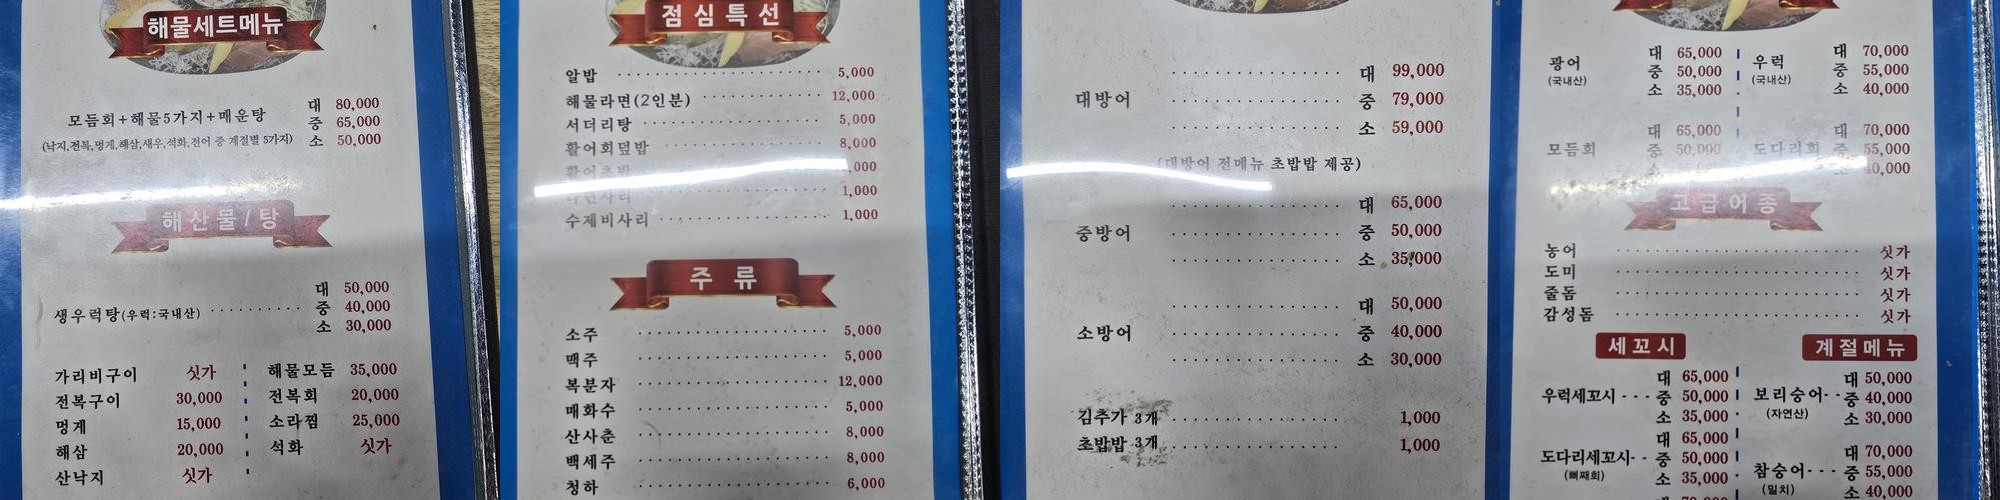 해물세트메뉴
모듬회+해물5가지+매운탕
대 80,000
중 65,000
소 50,000
(낙지,전복,멍게,해삼,새우,석화,전어 중 계절별 5가지)
해산물/탕
생우럭탕(우럭:국내산)
대 50,000
중 40,000
소 30,000
가리비구이 싯가
전복구이 30,000
멍게 15,000
해삼 20,000
산낙지 싯가
해물모듬 35,000
전복회 20,000
소라찜 25,000
석화 싯가
점심특선
알밥 5,000
해물라면(2인분) 12,000
서더리탕 5,000
활어회덮밥 8,000
활어초밥
1,000
수제비사리 1,000
주류
소주 5,000
맥주 5,000
복분자 12,000
매화수 5,000
산사춘 8,000
백세주 8,000
청하 6,000
대방어
대 99,000
중 79,000
소 59,000
(대방어 전메뉴 초밥밥 제공)
중방어
대 65,000
중 50,000
소 35,000
소방어
대 50,000
중 40,000
소 30,000
김추가 3개 1,000
초밥밥 3개 1,000
광어
(국내산)
대 65,000
중 50,000
소 35,000
우럭
(국내산)
대 70,000
중 55,000
소 40,000
모듬회
대 65,000
중 50,000
도다리회
대 70,000
중 55,000
40,000
고급어종
농어 싯가
도미 싯가
줄돔 싯가
감성돔 싯가
세꼬시
우럭세꼬시
대 65,000
중 50,000
소 35,000
도다리세꼬시
(뼈째회)
대 65,000
중 50,000
소 35,000
계절메뉴
보리숭어
(자연산)
대 50,000
중 40,000
소 30,000
참숭어
(밀치)
대 70,000
중 55,000
소 40,000